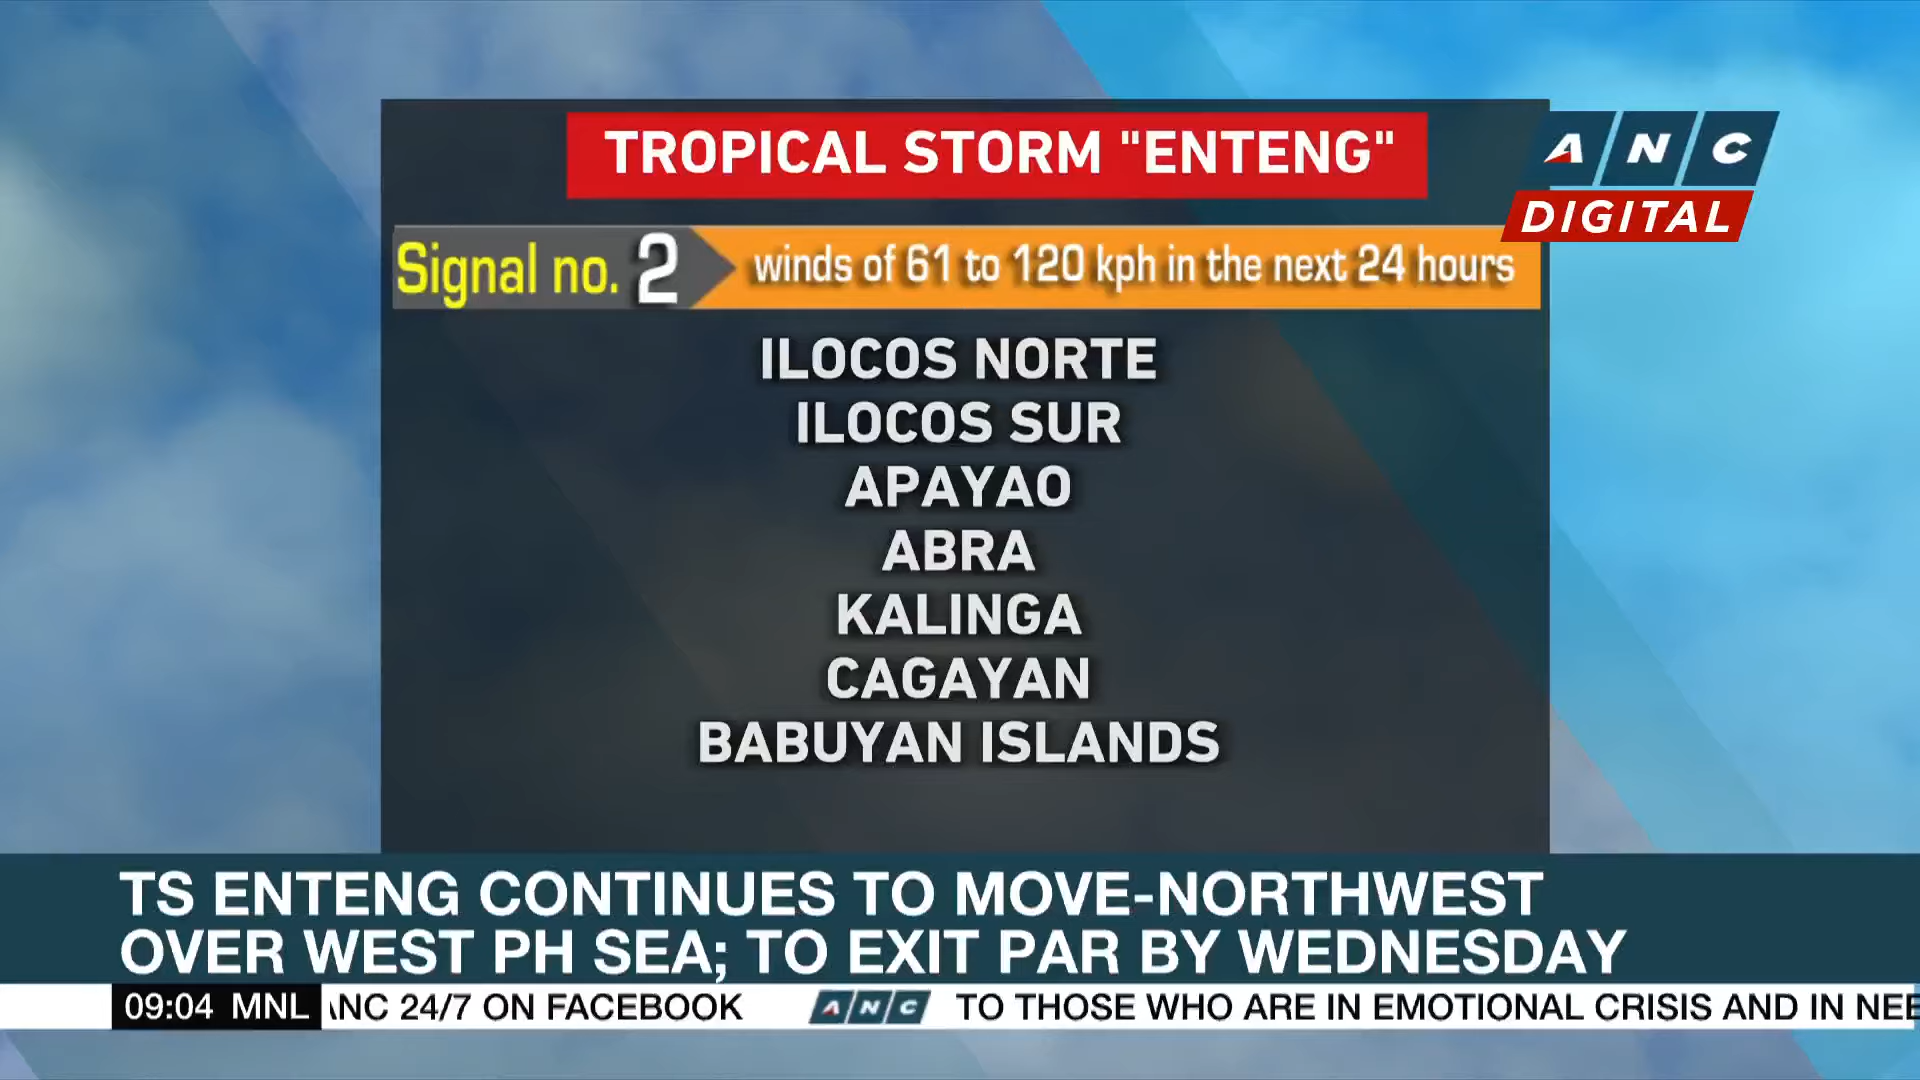 TROPICAL STORM "ENTENG"
ANC
DIGITAL
Signal no. 2 winds of 61 to 120 kph in the next 24 hours
ILOCOS NORTE
ILOCOS SUR
APAYAO
ABRA
KALINGA
CAGAYAN
BABUYAN ISLANDS
TS ENTENG CONTINUES TO MOVE-NORTHWEST
OVER WEST PH SEA; TO EXIT PAR BY WEDNESDAY
09:04 MNL ANC 24/7 ON FACEBOOK ANC TO THOSE WHO ARE IN EMOTIONAL CRISIS AND IN NEE